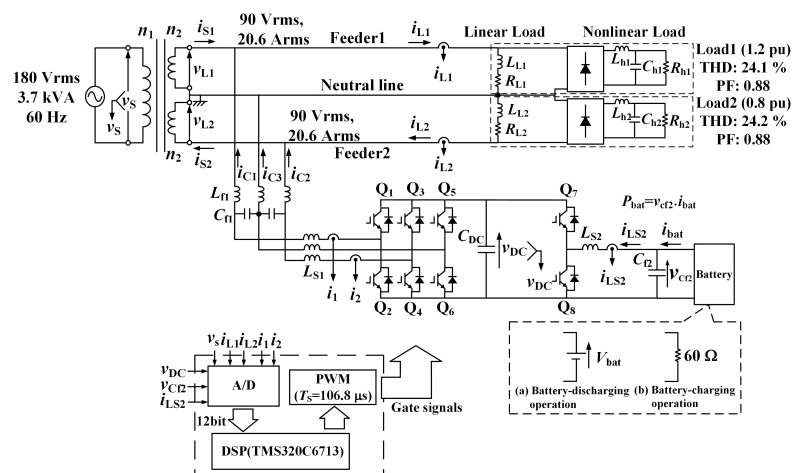 n1 n2 iS1 90 Vrms, 20.6 Arms Feeder1 iL1 Linear Load Nonlinear Load
180 Vrms
3.7 kVA
60 Hz
vS
vS
vL1
iL1
LL1
RL1
Lh1
Ch1
Rh1
Load1 (1.2 pu)
THD: 24.1 %
PF: 0.88
Neutral line
vL2
90 Vrms,
20.6 Arms
iL2
LL2
RL2
Lh2
Ch2
Rh2
Load2 (0.8 pu)
THD: 24.2 %
PF: 0.88
n2
iS2
Feeder2
iL2
iC1
iC3
iC2
Lf1
Cf1
LS1
i1
i2
Q1
Q3
Q5
Q7
CDC
vDC
vDC
Q2
Q4
Q6
Q8
Pbat=vcf2.ibat
LS2
iLS2
ibat
iLS2
Cf2
vCf2
Battery
Vbat
60 Ω
(a) Battery-discharging
operation
(b) Battery-charging
operation
vs iL1 iL2 i1 i2
vDC
vCf2
iLS2
A/D
PWM
(TS=106.8 μs)
Gate signals
12bit
DSP(TMS320C6713)